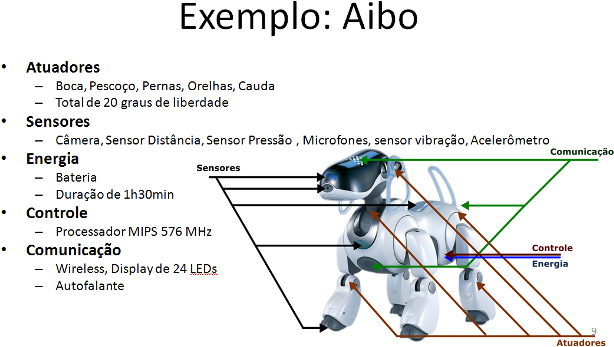 Exemplo: Aibo
• Atuadores
– Boca, Pescoço, Pernas, Orelhas, Cauda
– Total de 20 graus de liberdade
• Sensores
– Câmera, Sensor Distância, Sensor Pressão , Microfones, sensor vibração, Acelerômetro
• Energia
– Bateria
– Duração de 1h30min
• Controle
– Processador MIPS 576 MHz
• Comunicação
– Wireless, Display de 24 LEDs
– Autofalante
Comunicação
Sensores
Controle
Energia
9
Atuadores